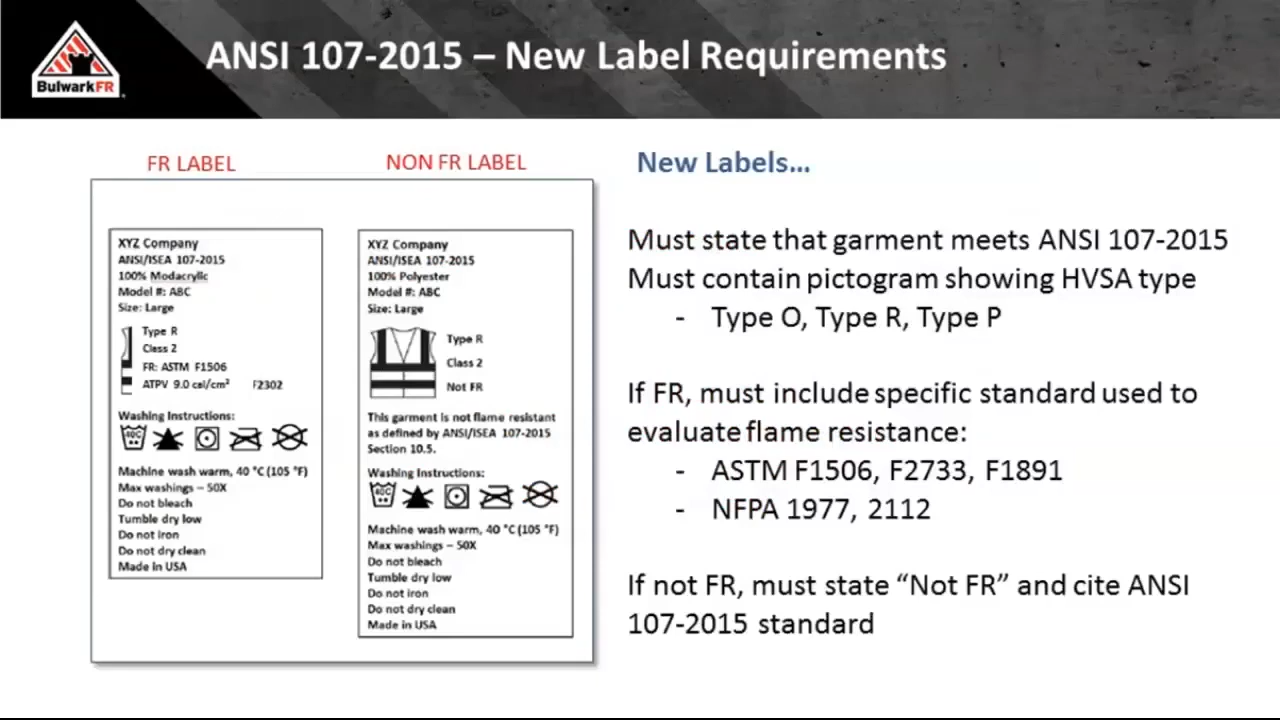 BulwarkFR
ANSI 107-2015 – New Label Requirements
FR LABEL
XYZ Company
ANSI/ISEA 107-2015
100% Modacrylic
Model #: ABC
Size: Large
Type R
Class 2
FR: ASTM F1506
ATPV 9.0 cal/cm² F2302
Washing Instructions:
40C
Machine wash warm, 40 °C (105 °F)
Max washings – 50X
Do not bleach
Tumble dry low
Do not iron
Do not dry clean
Made in USA
NON FR LABEL
XYZ Company
ANSI/ISEA 107-2015
100% Polyester
Model #: ABC
Size: Large
Type R
Class 2
Not FR
This garment is not flame resistant
as defined by ANSI/ISEA 107-2015
Section 10.5.
Washing Instructions:
40C
Machine wash warm, 40 °C (105 °F)
Max washings – 50X
Do not bleach
Tumble dry low
Do not iron
Do not dry clean
Made in USA
New Labels...
Must state that garment meets ANSI 107-2015
Must contain pictogram showing HVSA type
- Type O, Type R, Type P
If FR, must include specific standard used to
evaluate flame resistance:
- ASTM F1506, F2733, F1891
- NFPA 1977, 2112
If not FR, must state “Not FR” and cite ANSI
107-2015 standard